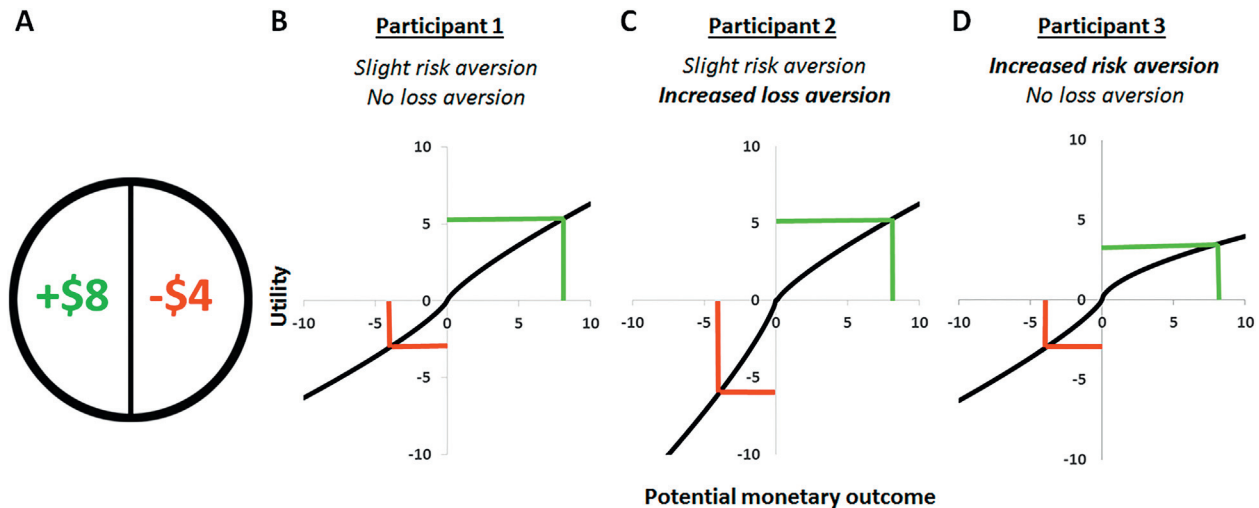 A
B
C
D
Participant 1
Slight risk aversion
No loss aversion
Participant 2
Slight risk aversion
Increased loss aversion
Participant 3
Increased risk aversion
No loss aversion
+$8
-$4
Utility
10
5
0
-5
-10
-10
-5
0
5
10
10
5
0
-5
-10
-10
-5
0
5
10
10
5
0
-5
-10
-10
-5
0
5
10
Potential monetary outcome